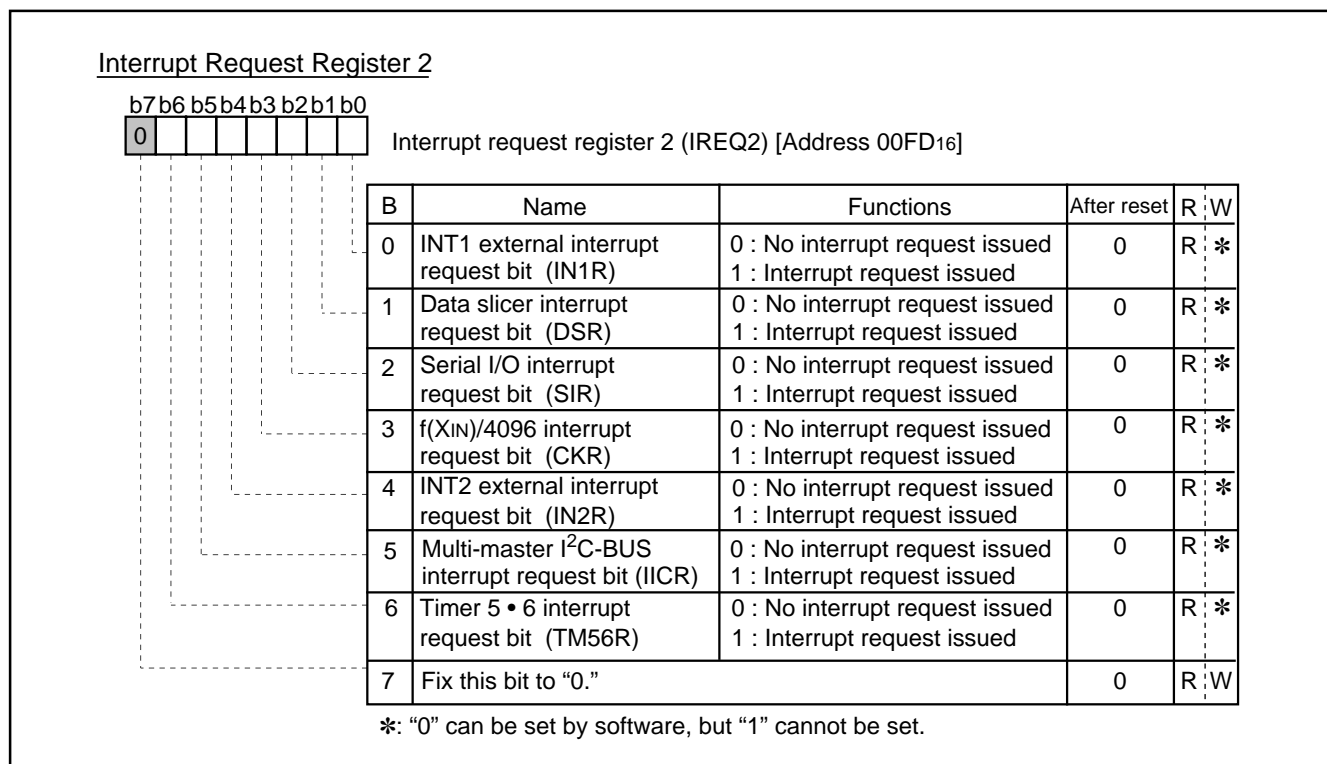 Interrupt Request Register 2
b7 b6 b5 b4 b3 b2 b1 b0
0
Interrupt request register 2 (IREQ2) [Address 00FD16]
B Name Functions After reset R W
0 INT1 external interrupt request bit (IN1R) 0 : No interrupt request issued 1 : Interrupt request issued 0 R ✻
1 Data slicer interrupt request bit (DSR) 0 : No interrupt request issued 1 : Interrupt request issued 0 R ✻
2 Serial I/O interrupt request bit (SIR) 0 : No interrupt request issued 1 : Interrupt request issued 0 R ✻
3 f(XIN)/4096 interrupt request bit (CKR) 0 : No interrupt request issued 1 : Interrupt request issued 0 R ✻
4 INT2 external interrupt request bit (IN2R) 0 : No interrupt request issued 1 : Interrupt request issued 0 R ✻
5 Multi-master I²C-BUS interrupt request bit (IICR) 0 : No interrupt request issued 1 : Interrupt request issued 0 R ✻
6 Timer 5 • 6 interrupt request bit (TM56R) 0 : No interrupt request issued 1 : Interrupt request issued 0 R ✻
7 Fix this bit to “0.” 0 R W
✻: “0” can be set by software, but “1” cannot be set.